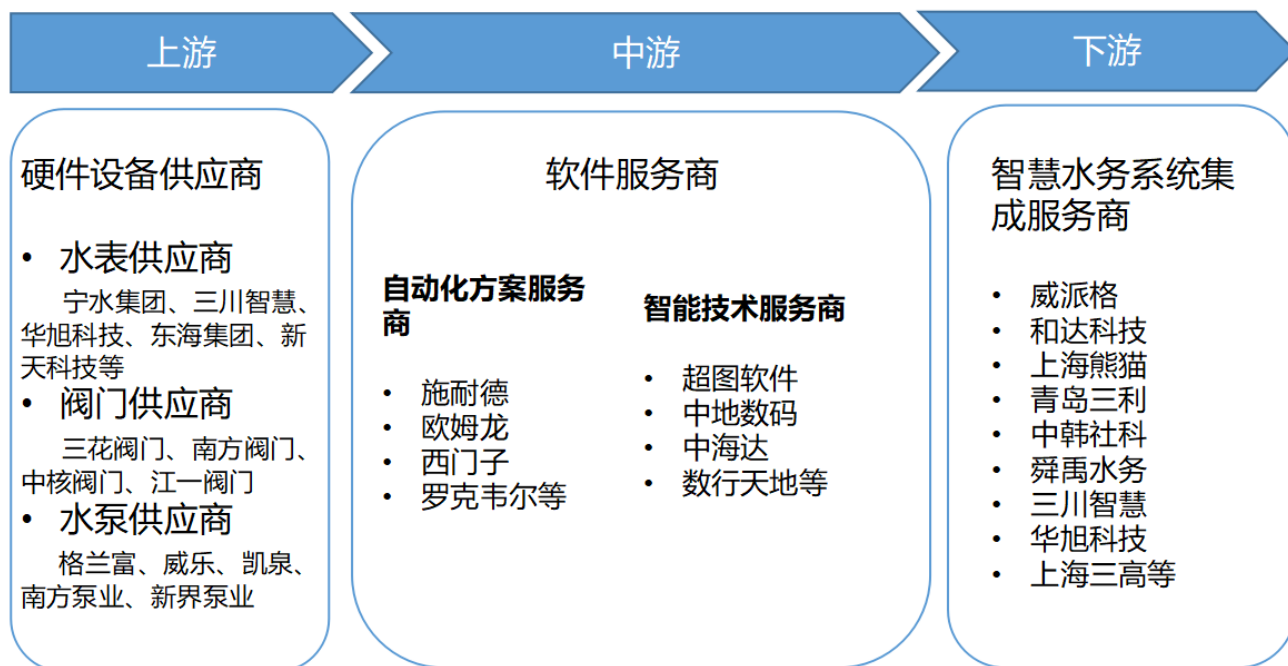 上游
中游
下游
硬件设备供应商
• 水表供应商
宁水集团、三川智慧、
华旭科技、东海集团、新
天科技等
• 阀门供应商
三花阀门、南方阀门、
中核阀门、江一阀门
• 水泵供应商
格兰富、威乐、凯泉、
南方泵业、新界泵业
软件服务商
自动化方案服务
商
• 施耐德
• 欧姆龙
• 西门子
• 罗克韦尔等
智能技术服务商
• 超图软件
• 中地数码
• 中海达
• 数行天地等
智慧水务系统集
成服务商
• 威派格
• 和达科技
• 上海熊猫
• 青岛三利
• 中韩社科
• 舜禹水务
• 三川智慧
• 华旭科技
• 上海三高等